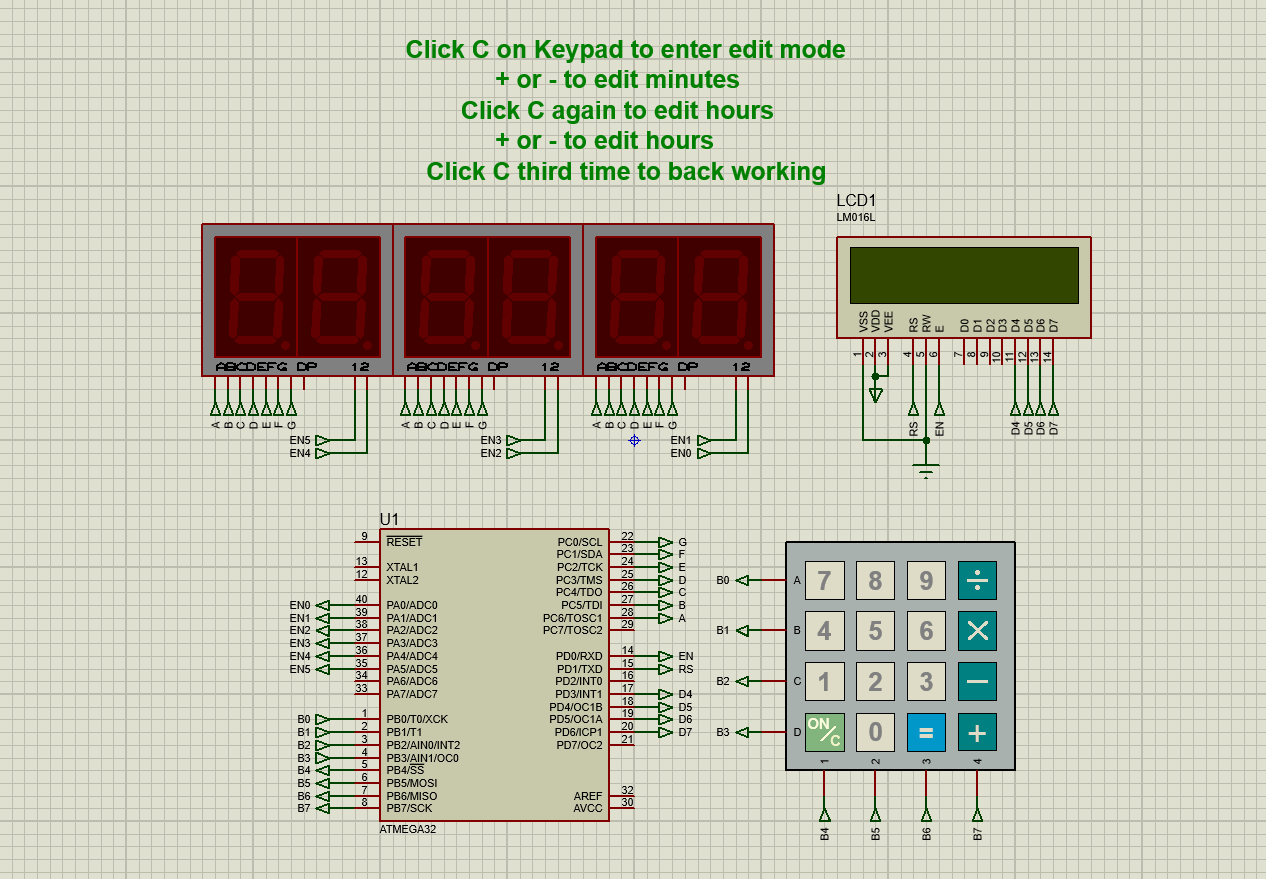 Click C on Keypad to enter edit mode
+ or - to edit minutes
Click C again to edit hours
+ or - to edit hours
Click C third time to back working
LCD1
LM016L
VSS VDD VEE RS RW E D0 D1 D2 D3 D4 D5 D6 D7
1 2 3 4 5 6 7 8 9 10 11 12 13 14
RS EN D4 D5 D6 D7
ABCDEFG DP 12
ABCDEFG DP 12
ABCDEFG DP 12
A B C D E F G
A B C D E F G
A B C D E F G
EN5
EN4
EN3
EN2
EN1
EN0
U1
9 RESET
13 XTAL1
12 XTAL2
EN0 40 PA0/ADC0
EN1 39 PA1/ADC1
EN2 38 PA2/ADC2
EN3 37 PA3/ADC3
EN4 36 PA4/ADC4
EN5 35 PA5/ADC5
34 PA6/ADC6
33 PA7/ADC7
B0 1 PB0/T0/XCK
B1 2 PB1/T1
B2 3 PB2/AIN0/INT2
B3 4 PB3/AIN1/OC0
B4 5 PB4/SS
B5 6 PB5/MOSI
B6 7 PB6/MISO
B7 8 PB7/SCK
PC0/SCL 22 G
PC1/SDA 23 F
PC2/TCK 24 E
PC3/TMS 25 D
PC4/TDO 26 C
PC5/TDI 27 B
PC6/TOSC1 28 A
PC7/TOSC2 29
PD0/RXD 14 EN
PD1/TXD 15 RS
PD2/INT0 16
PD3/INT1 17 D4
PD4/OC1B 18 D5
PD5/OC1A 19 D6
PD6/ICP1 20 D7
PD7/OC2 21
AREF 32
AVCC 30
ATMEGA32
B0 A 7 8 9 ÷
B1 B 4 5 6 ×
B2 C 1 2 3 −
B3 D ON/C 0 = +
1 2 3 4
B4 B5 B6 B7